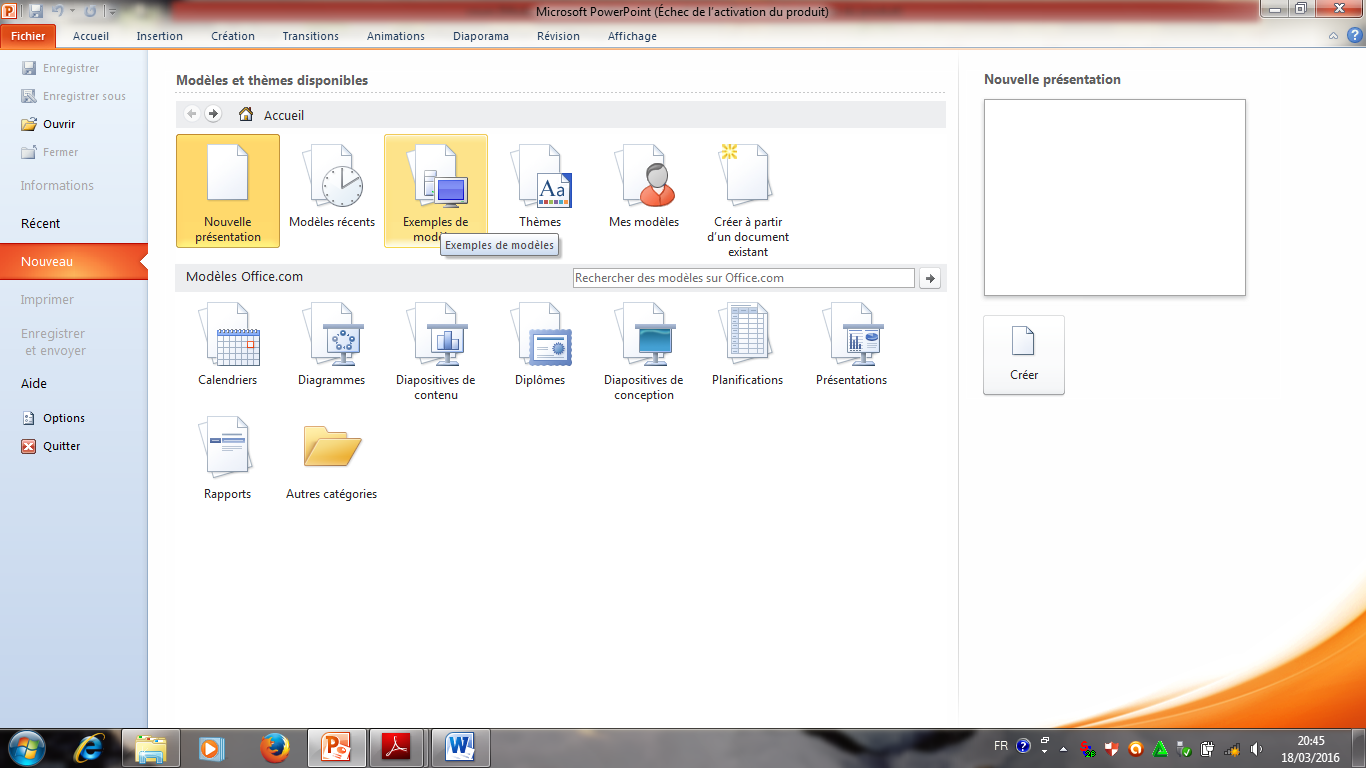 Microsoft PowerPoint (Échec de l'activation du produit)
Fichier
Accueil
Insertion
Création
Transitions
Animations
Diaporama
Révision
Affichage
Enregistrer
Enregistrer sous
Ouvrir
Fermer
Informations
Récent
Nouveau
Imprimer
Enregistrer
et envoyer
Aide
Options
Quitter
Modèles et thèmes disponibles
Accueil
Nouvelle
présentation
Modèles récents
Exemples de
Exemples de modèles
Thèmes
Aa
Mes modèles
Créer à partir
d'un document
existant
Modèles Office.com
Rechercher des modèles sur Office.com
Calendriers
Diagrammes
Diapositives de
contenu
Diplômes
Diapositives de
conception
Planifications
Présentations
Rapports
Autres catégories
Nouvelle présentation
Créer
FR
20:45
18/03/2016